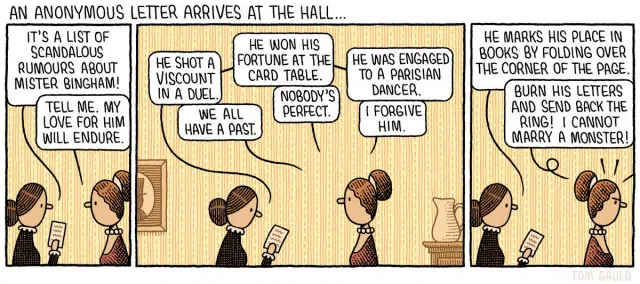 AN ANONYMOUS LETTER ARRIVES AT THE HALL...
IT'S A LIST OF
SCANDALOUS
RUMOURS ABOUT
MISTER BINGHAM!
TELL ME. MY
LOVE FOR HIM
WILL ENDURE.
HE SHOT A
VISCOUNT
IN A DUEL.
WE ALL
HAVE A PAST.
HE WON HIS
FORTUNE AT THE
CARD TABLE.
NOBODY'S
PERFECT.
HE WAS ENGAGED
TO A PARISIAN
DANCER.
I FORGIVE
HIM.
HE MARKS HIS PLACE IN
BOOKS BY FOLDING OVER
THE CORNER OF THE PAGE.
BURN HIS LETTERS
AND SEND BACK THE
RING! I CANNOT
MARRY A MONSTER!
TOM GAULD